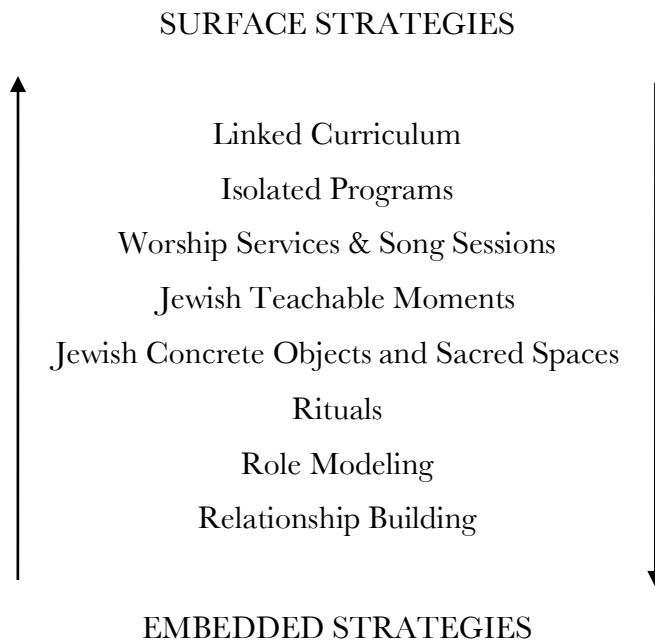 SURFACE STRATEGIES
Linked Curriculum
Isolated Programs
Worship Services & Song Sessions
Jewish Teachable Moments
Jewish Concrete Objects and Sacred Spaces
Rituals
Role Modeling
Relationship Building
EMBEDDED STRATEGIES